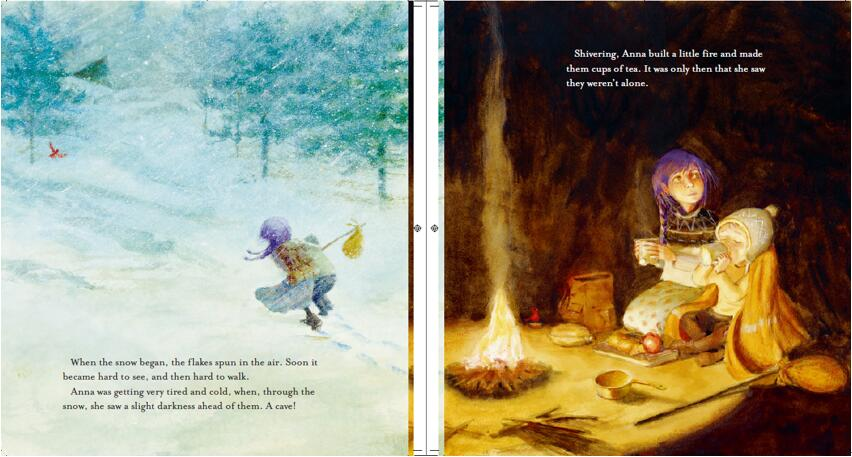 When the snow began, the flakes spun in the air. Soon it
became hard to see, and then hard to walk.
Anna was getting very tired and cold, when, through the
snow, she saw a slight darkness ahead of them. A cave!
Shivering, Anna built a little fire and made
them cups of tea. It was only then that she saw
they weren't alone.